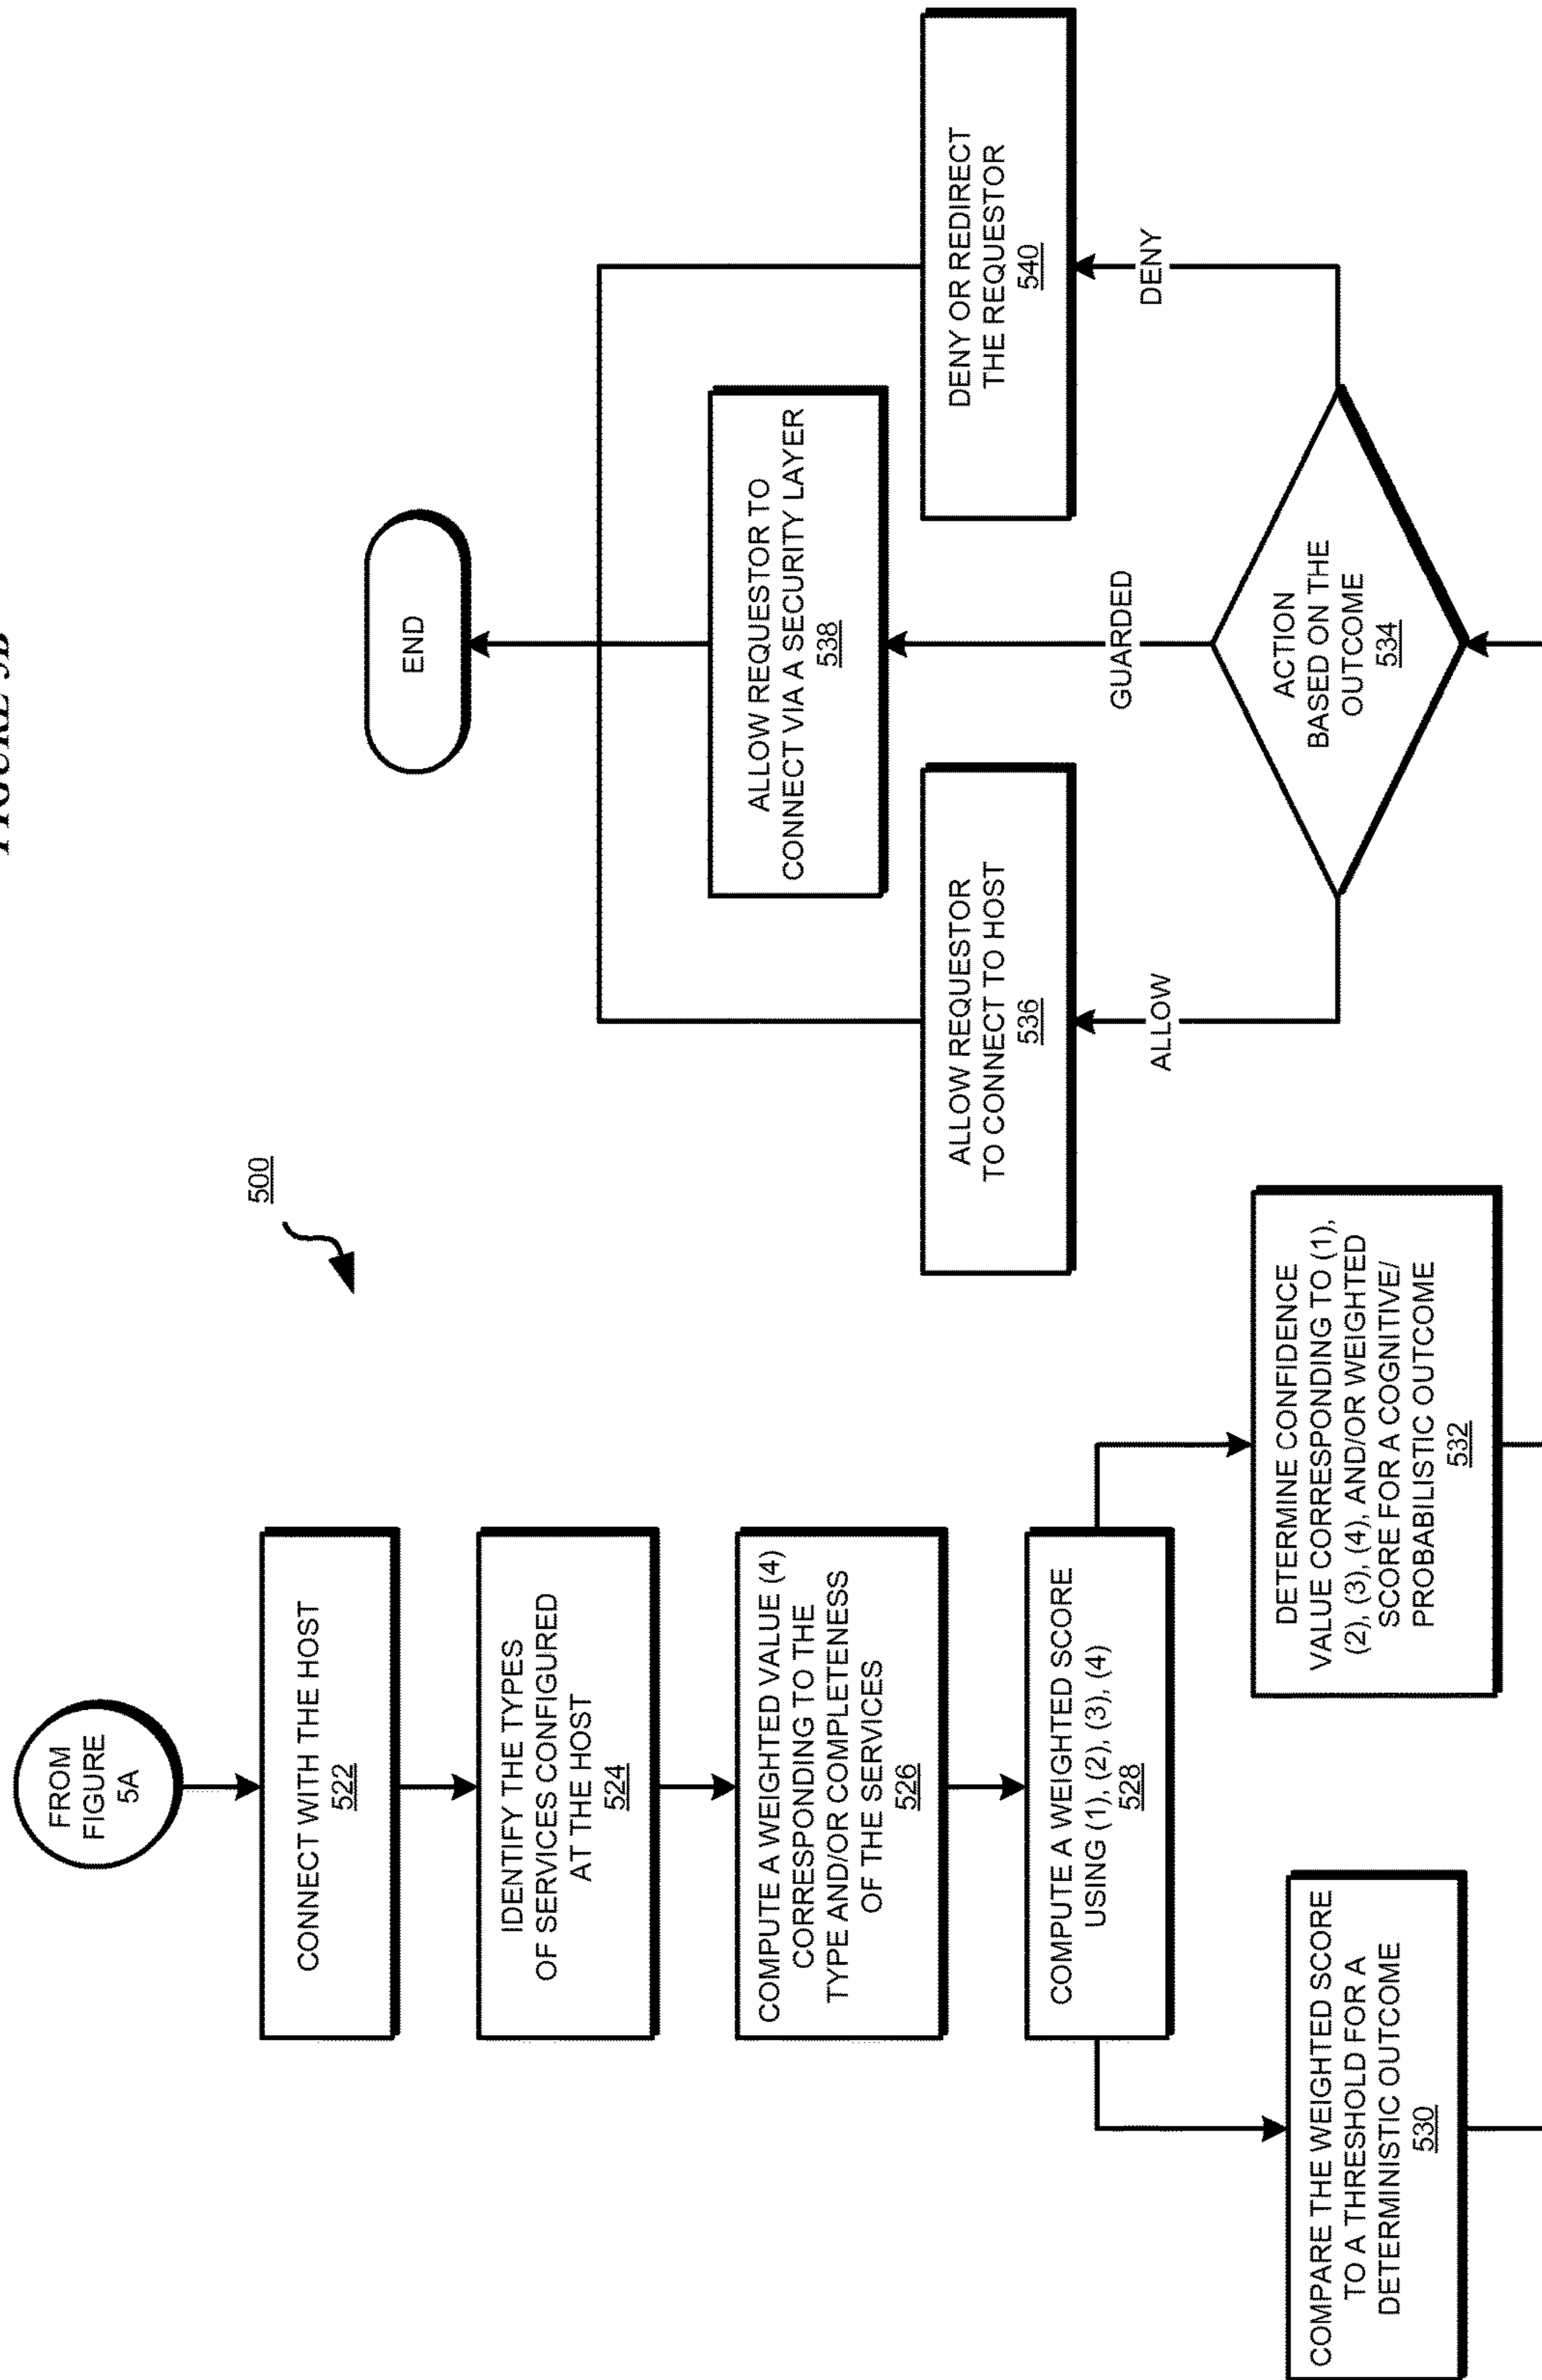 500
FROM
FIGURE
5A
CONNECT WITH THE HOST
522
IDENTIFY THE TYPES
OF SERVICES CONFIGURED
AT THE HOST
524
COMPUTE A WEIGHTED VALUE (4)
CORRESPONDING TO THE
TYPE AND/OR COMPLETENESS
OF THE SERVICES
526
COMPUTE A WEIGHTED SCORE
USING (1), (2), (3), (4)
528
COMPARE THE WEIGHTED SCORE
TO A THRESHOLD FOR A
DETERMINISTIC OUTCOME
530
DETERMINE CONFIDENCE
VALUE CORRESPONDING TO (1),
(2), (3), (4), AND/OR WEIGHTED
SCORE FOR A COGNITIVE/
PROBABILISTIC OUTCOME
532
END
ALLOW REQUESTOR TO
CONNECT VIA A SECURITY LAYER
538
ALLOW REQUESTOR
TO CONNECT TO HOST
536
DENY OR REDIRECT
THE REQUESTOR
540
ALLOW
GUARDED
DENY
ACTION
BASED ON THE
OUTCOME
534